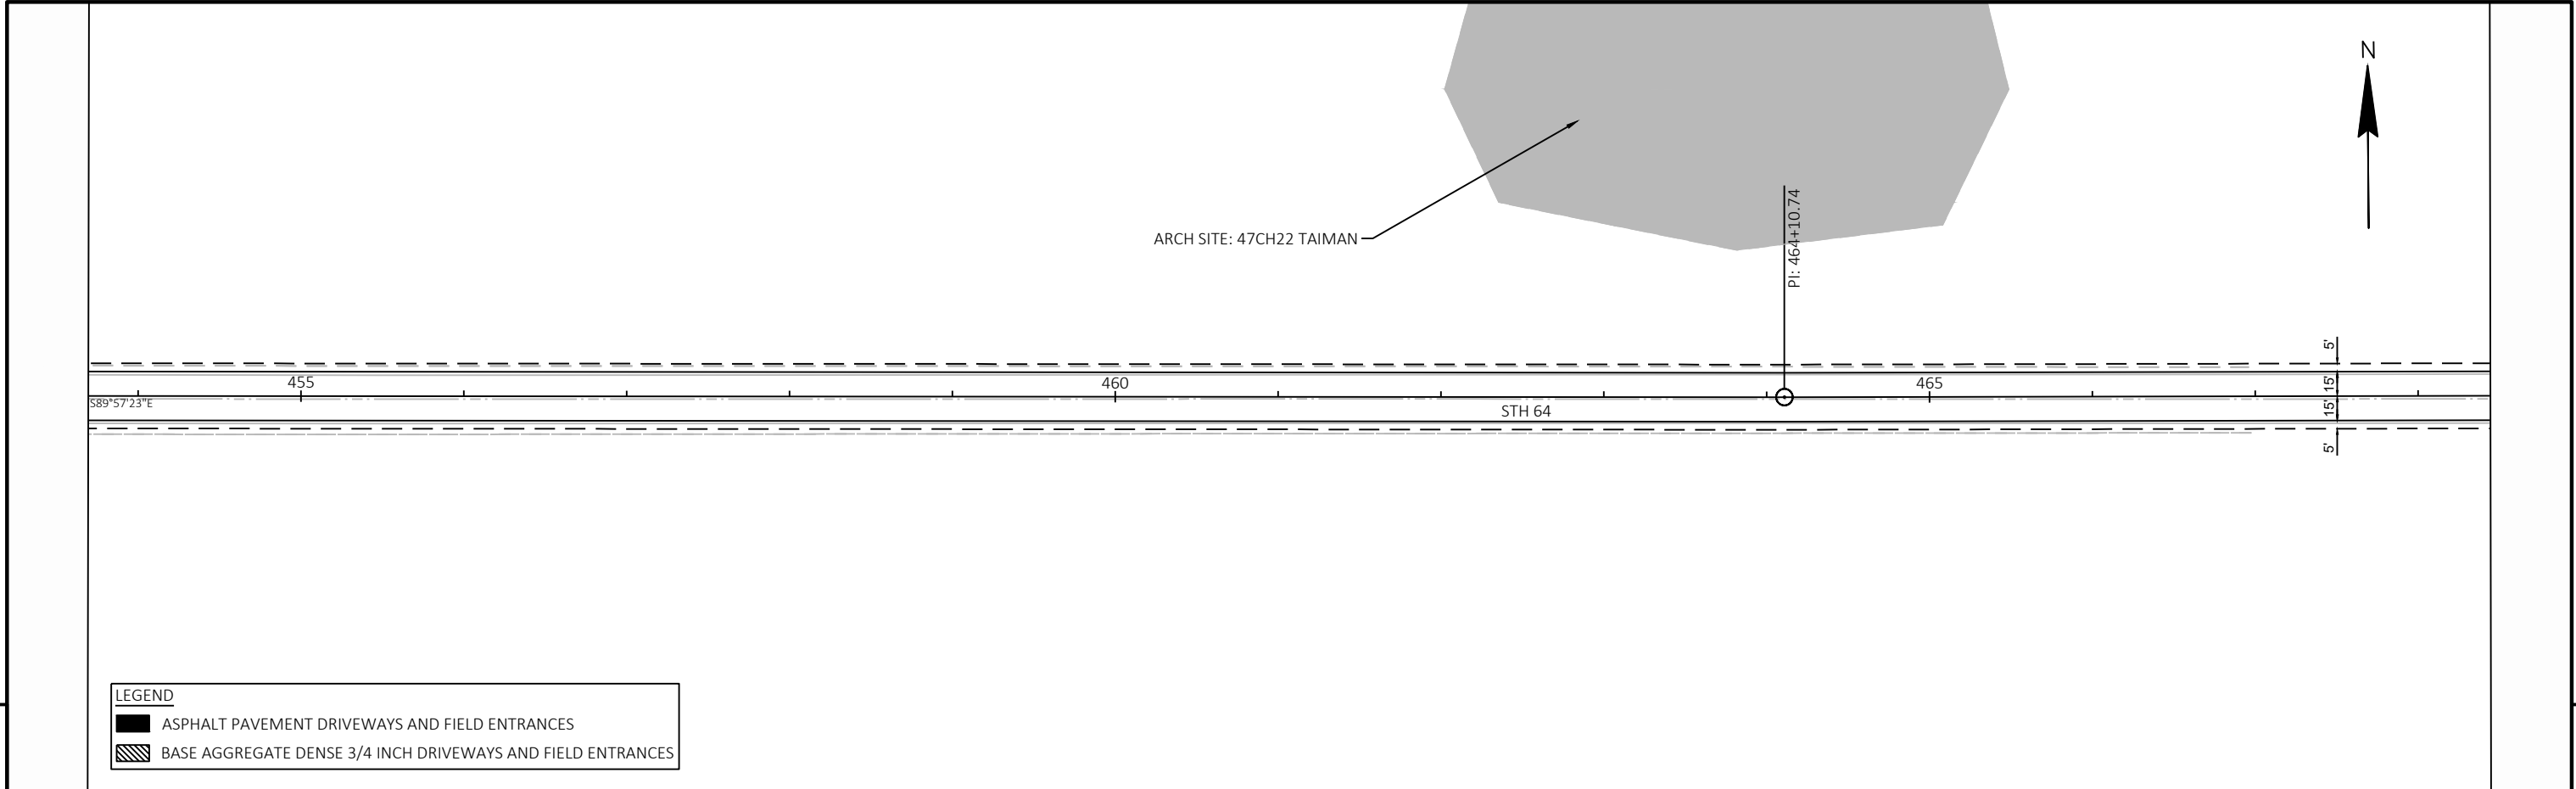 N
ARCH SITE: 47CH22 TAIMAN
PI: 464+10.74
5'
455
460
465
15'
S89°57'23"E
STH 64
15'
5'
LEGEND
ASPHALT PAVEMENT DRIVEWAYS AND FIELD ENTRANCES
BASE AGGREGATE DENSE 3/4 INCH DRIVEWAYS AND FIELD ENTRANCES